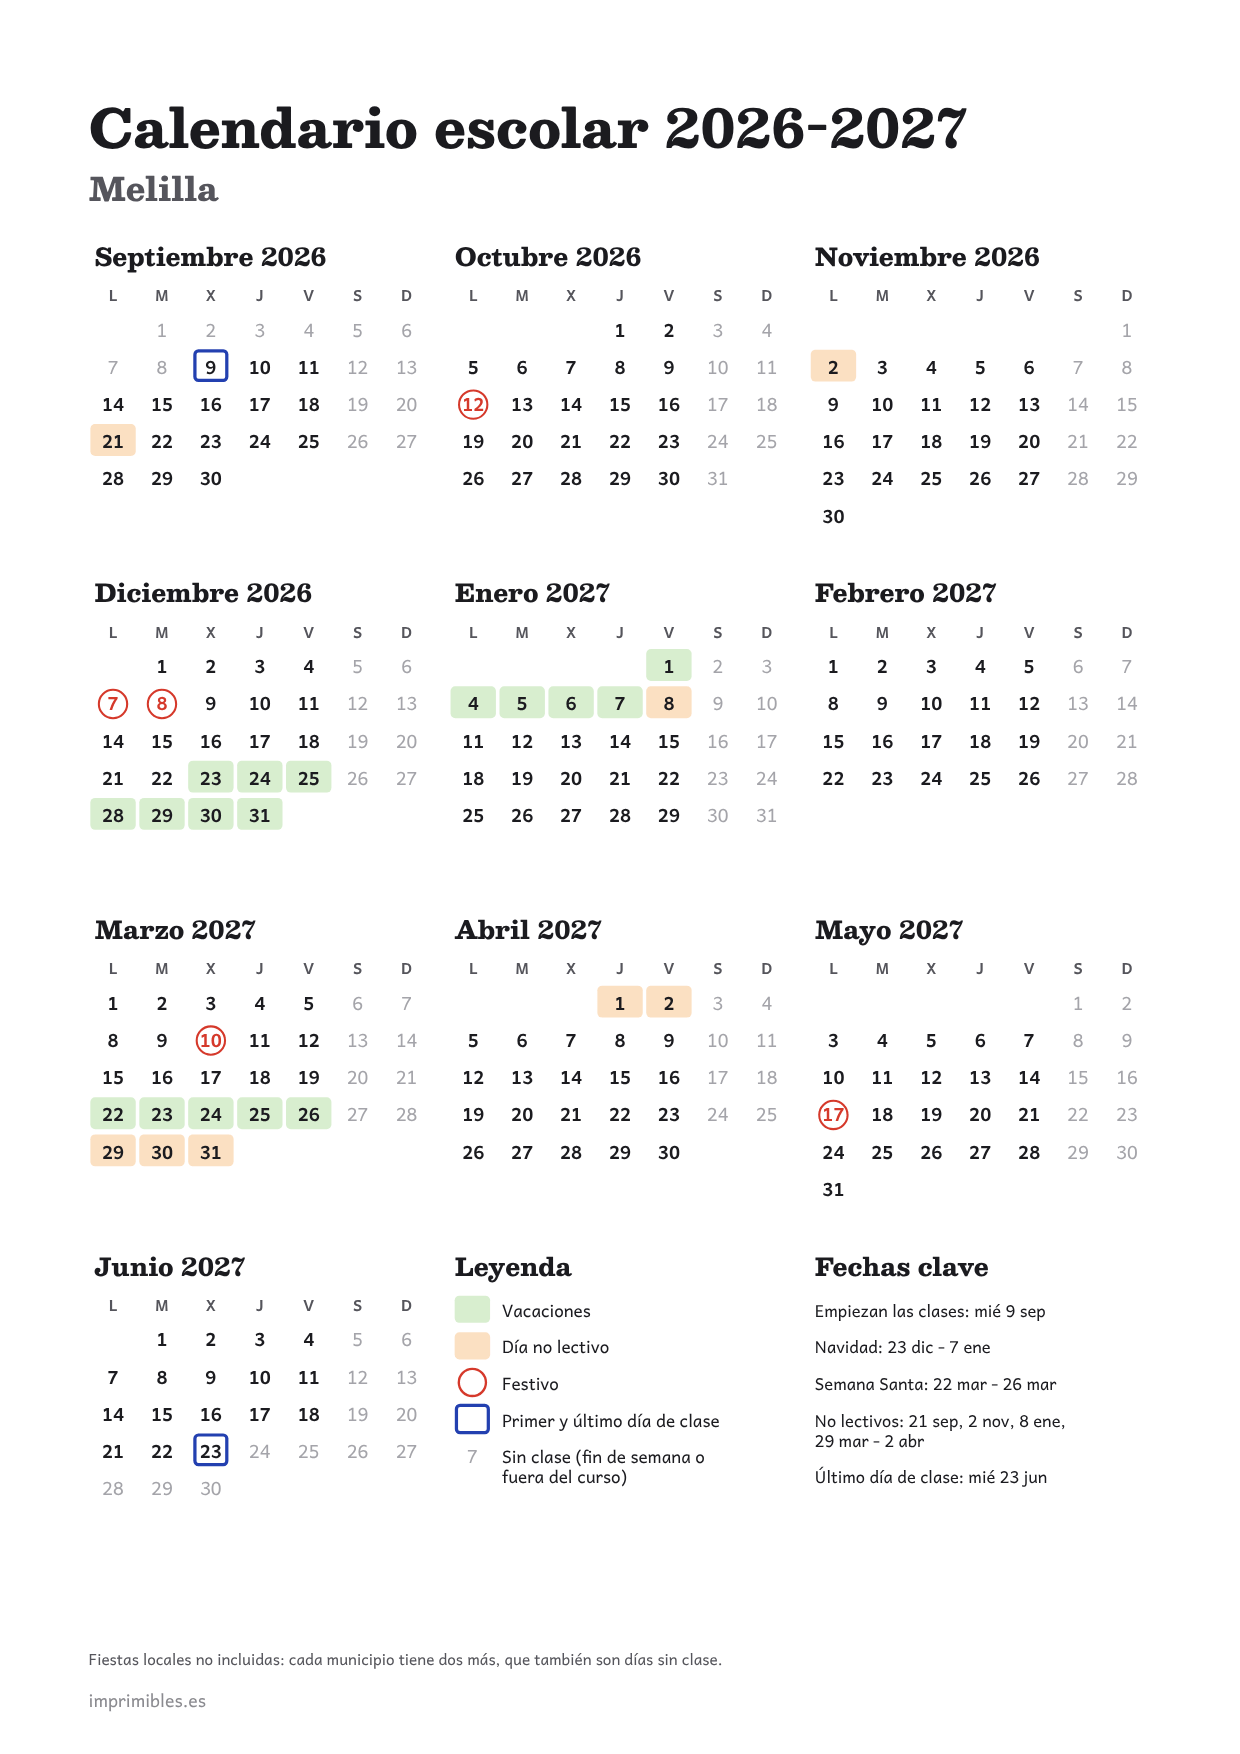 Calendario escolar 2026-2027
Melilla
Septiembre 2026
L M X J V S D
1 2 3 4 5 6
7 8 9 10 11 12 13
14 15 16 17 18 19 20
21 22 23 24 25 26 27
28 29 30
Octubre 2026
L M X J V S D
1 2 3 4
5 6 7 8 9 10 11
12 13 14 15 16 17 18
19 20 21 22 23 24 25
26 27 28 29 30 31
Noviembre 2026
L M X J V S D
1
2 3 4 5 6 7 8
9 10 11 12 13 14 15
16 17 18 19 20 21 22
23 24 25 26 27 28 29
30
Diciembre 2026
L M X J V S D
1 2 3 4 5 6
7 8 9 10 11 12 13
14 15 16 17 18 19 20
21 22 23 24 25 26 27
28 29 30 31
Enero 2027
L M X J V S D
1 2 3
4 5 6 7 8 9 10
11 12 13 14 15 16 17
18 19 20 21 22 23 24
25 26 27 28 29 30 31
Febrero 2027
L M X J V S D
1 2 3 4 5 6 7
8 9 10 11 12 13 14
15 16 17 18 19 20 21
22 23 24 25 26 27 28
Marzo 2027
L M X J V S D
1 2 3 4 5 6 7
8 9 10 11 12 13 14
15 16 17 18 19 20 21
22 23 24 25 26 27 28
29 30 31
Abril 2027
L M X J V S D
1 2 3 4
5 6 7 8 9 10 11
12 13 14 15 16 17 18
19 20 21 22 23 24 25
26 27 28 29 30
Mayo 2027
L M X J V S D
1 2
3 4 5 6 7 8 9
10 11 12 13 14 15 16
17 18 19 20 21 22 23
24 25 26 27 28 29 30
31
Junio 2027
L M X J V S D
1 2 3 4 5 6
7 8 9 10 11 12 13
14 15 16 17 18 19 20
21 22 23 24 25 26 27
28 29 30
Leyenda
Vacaciones
Día no lectivo
Festivo
Primer y último día de clase
7 Sin clase (fin de semana o
fuera del curso)
Fechas clave
Empiezan las clases: mié 9 sep
Navidad: 23 dic - 7 ene
Semana Santa: 22 mar - 26 mar
No lectivos: 21 sep, 2 nov, 8 ene,
29 mar - 2 abr
Último día de clase: mié 23 jun
Fiestas locales no incluidas: cada municipio tiene dos más, que también son días sin clase.
imprimibles.es